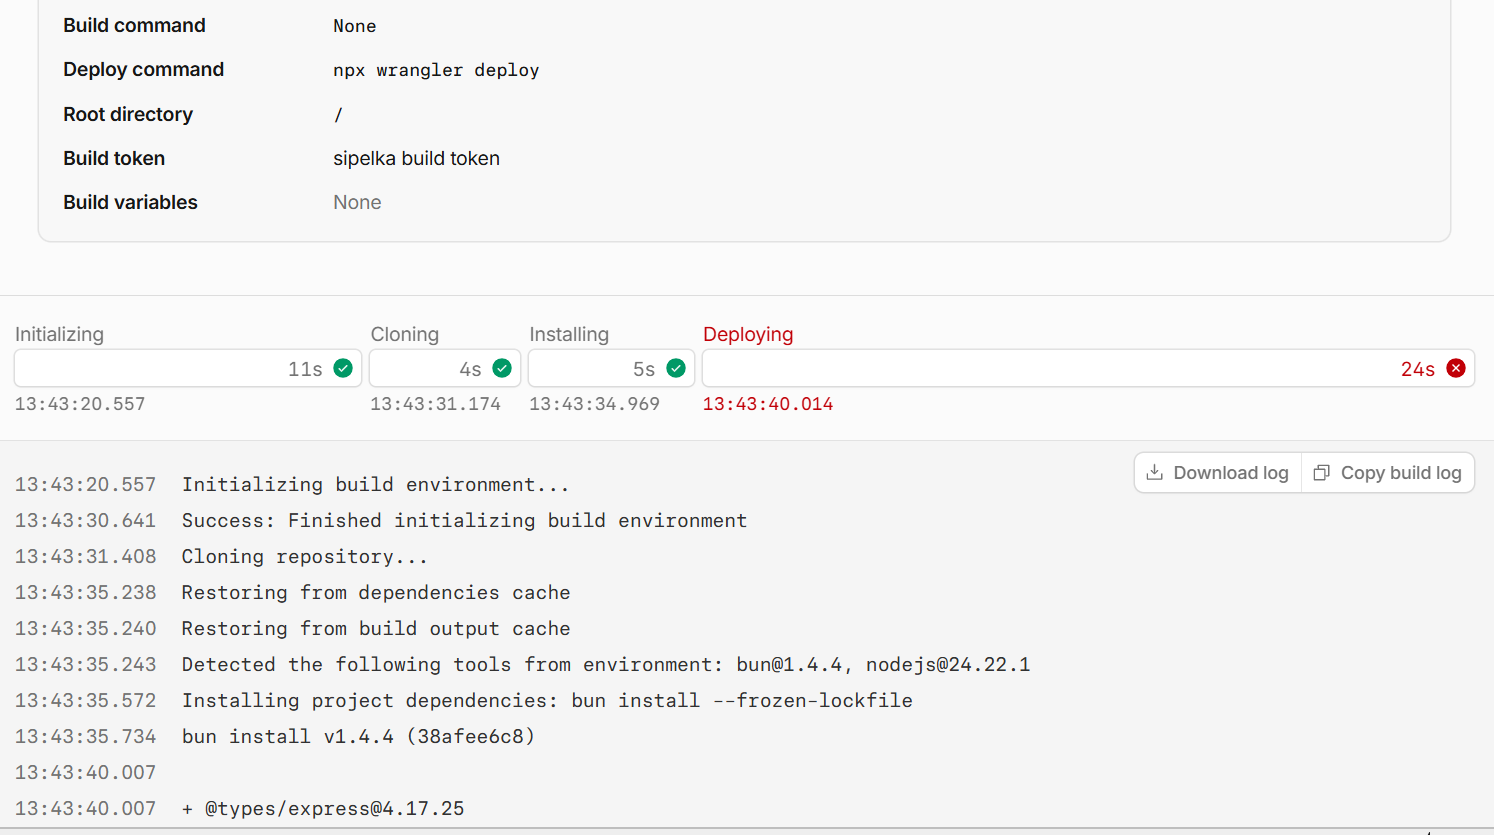 Build command None
Deploy command npx wrangler deploy
Root directory /
Build token sipelka build token
Build variables None
Initializing Cloning Installing Deploying
11s 4s 5s 24s
13:43:20.557 13:43:31.174 13:43:34.969 13:43:40.014
Download log Copy build log
13:43:20.557 Initializing build environment...
13:43:30.641 Success: Finished initializing build environment
13:43:31.408 Cloning repository...
13:43:35.238 Restoring from dependencies cache
13:43:35.240 Restoring from build output cache
13:43:35.243 Detected the following tools from environment: bun@1.4.4, nodejs@24.22.1
13:43:35.572 Installing project dependencies: bun install --frozen-lockfile
13:43:35.734 bun install v1.4.4 (38afee6c8)
13:43:40.007
13:43:40.007 + @types/express@4.17.25